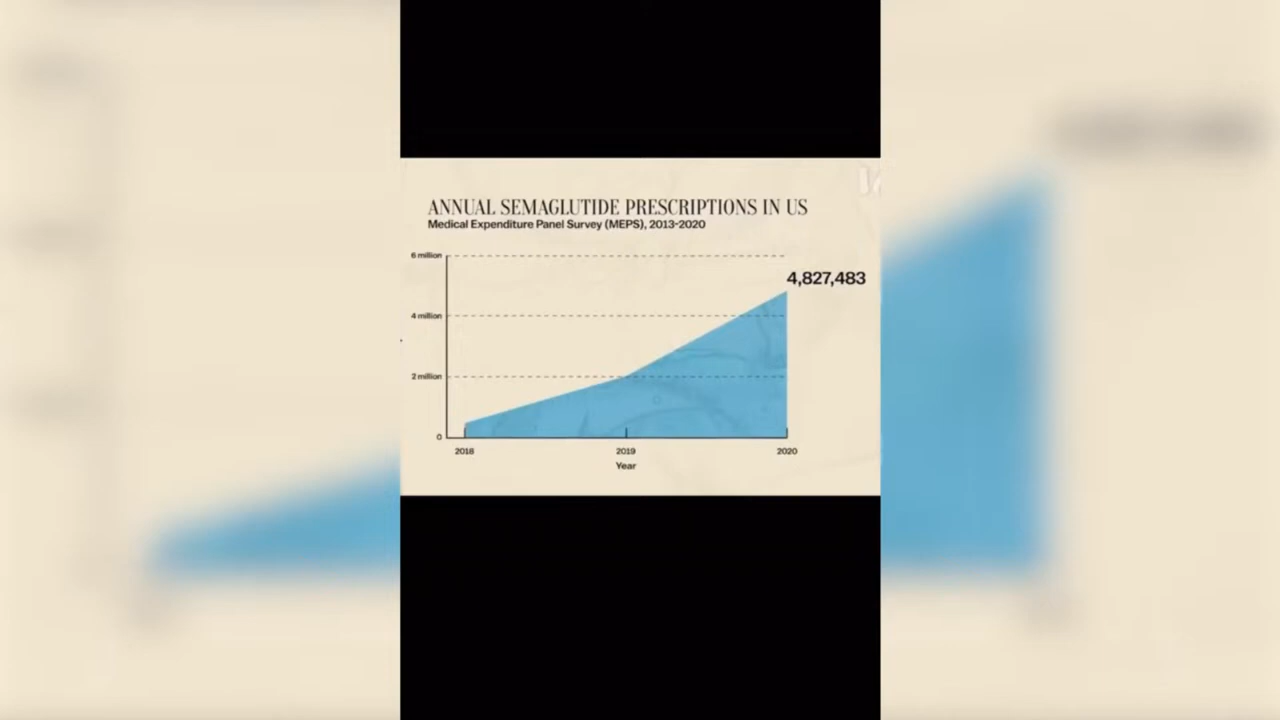 ANNUAL SEMAGLUTIDE PRESCRIPTIONS IN US
Medical Expenditure Panel Survey (MEPS), 2013-2020
6 million
4,827,483
4 million
2 million
0
2018 2019 2020
Year